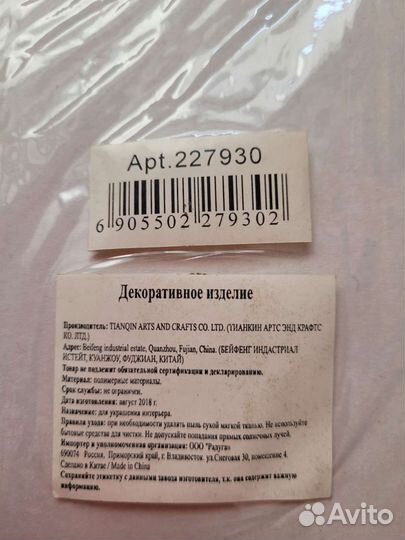 Арт.227930
6 905502 279302
Декоративное изделие
Производитель: TIANQIN ARTS AND CRAFTS CO. LTD. (ТИАНКИН АРТС ЭНД КРАФТС
КО. ЛТД.)
Адрес: Beifeng industrial estate, Quanzhou, Fujian, China. (БЕЙФЕНГ ИНДАСТРИАЛ
ИСТЕЙТ, КУАНЖОУ, ФУДЖИАН, КИТАЙ)
Товар не подлежит обязательной сертификации и декларированию.
Материал: полимерные материалы.
Срок службы: не ограничен.
Дата изготовления: август 2018 г.
Назначение: для украшения интерьера.
Правила ухода: при необходимости удалять пыль сухой мягкой тканью. Не используйте
бытовые средства для чистки. Не допускайте попадания прямых солнечных лучей.
Импортер и уполномоченная организация: ООО "Радуга"
690074 Россия, Приморский край, г. Владивосток. ул.Снеговая 30, помещение 4.
Сделано в Китае / Made in China
Сохраняйте этикетку с данными завода изготовителя, т.к. она содержит важную
информацию.
Avito